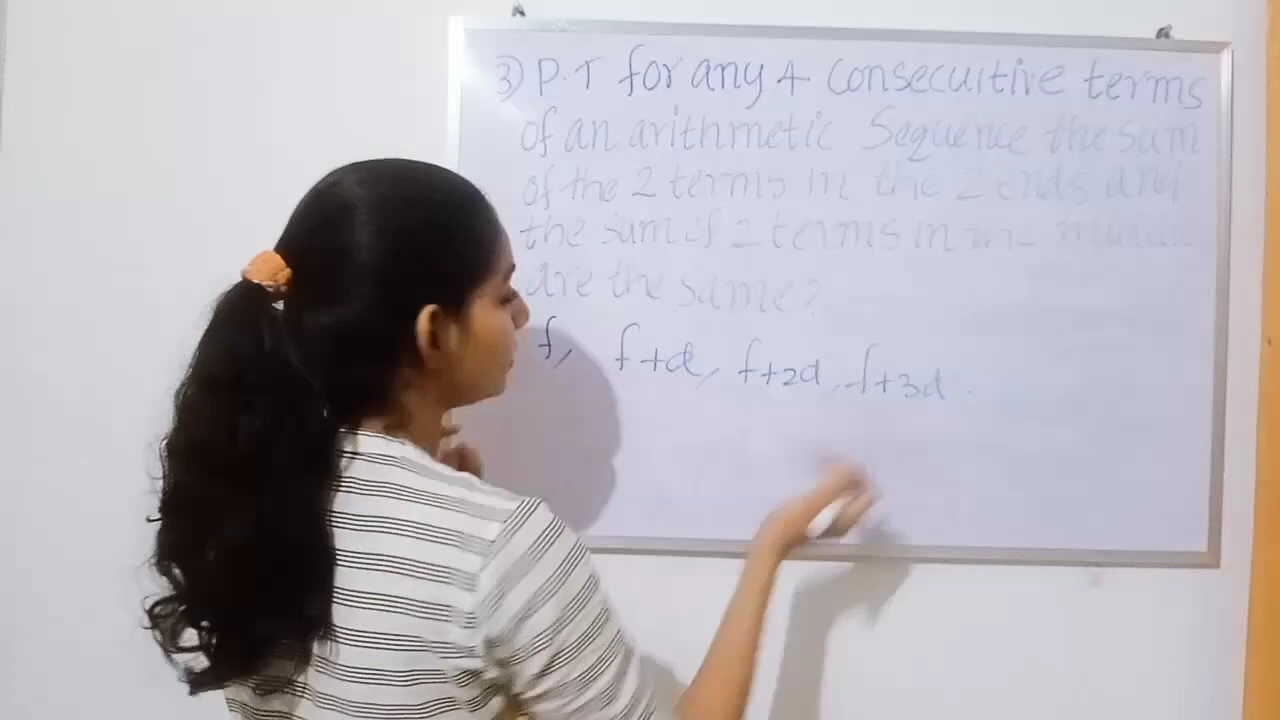 3) P.T for any 4 Consecuitive terms
of an arithmetic Sequence the sum
of the 2 terms in the 2 ends and
the sum of 2 terms in the middle
are the same?
f, f+d, f+2d, f+3d.